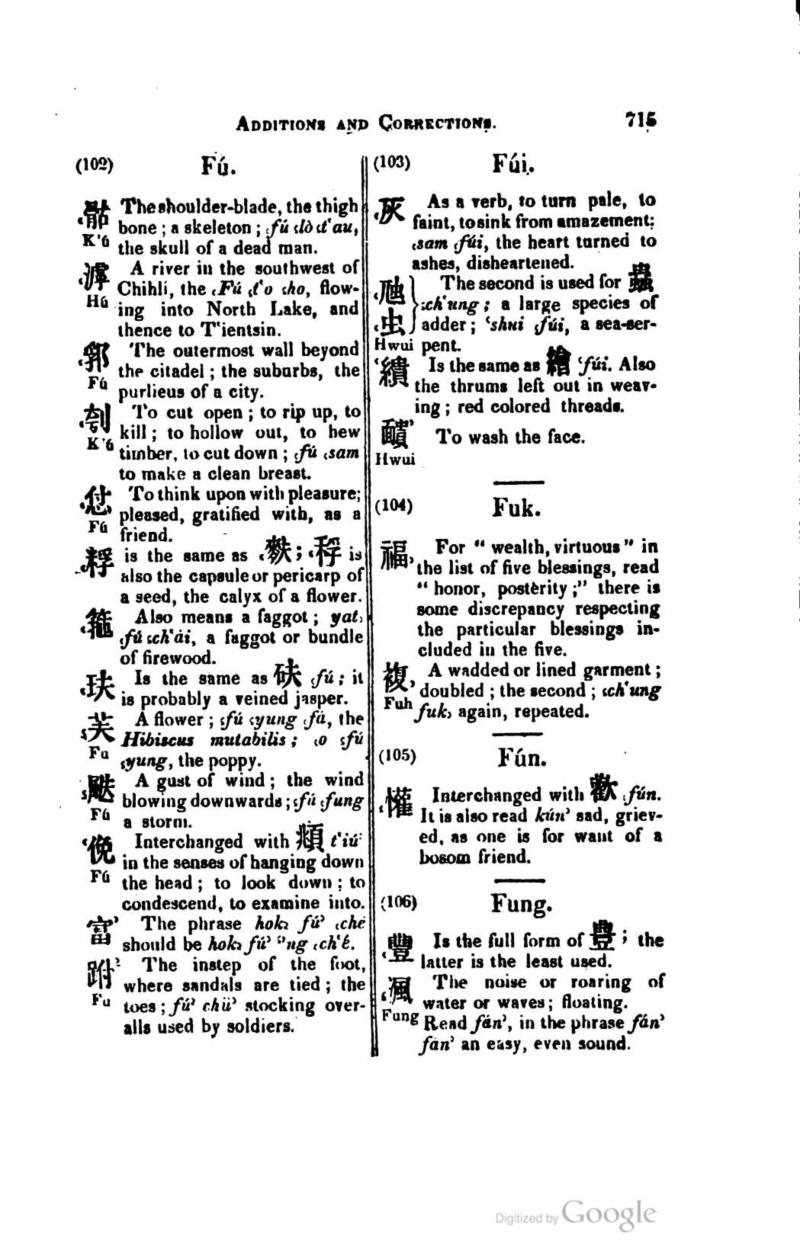 ADDITIONS AND CORRECTIONS. 715
(102) Fú.
骷 The shoulder-blade, the thigh
bone ; a skeleton ; fú ló t'au,
K'ú the skull of a dead man.
滹 A river in the southwest of
Hú Chihli, the Fú t'o ho, flow-
ing into North Lake, and
thence to T'ientsin.
郛 The outermost wall beyond
the citadel ; the suburbs, the
Fú purlieus of a city.
刳 To cut open ; to rip up, to
kill ; to hollow out, to hew
K'ú timber, to cut down ; fú sam
to make a clean breast.
To think upon with pleasure;
pleased, gratified with, as a
Fú friend.
稃 is the same as 麩 ; 稃 is
also the capsule or pericarp of
a seed, the calyx of a flower.
箍 Also means a faggot ; yat
fú ch'ái, a faggot or bundle
of firewood.
玞 Is the same as 砆 fú ; it
is probably a veined jasper.
芙 A flower ; fú yung fá, the
Hibiscus mutabilis ; o fú
Fu yung, the poppy.
A gust of wind ; the wind
blowing downwards ; fú fung
Fú a storm.
俛 Interchanged with 頫 t'iú'
in the senses of hanging down
Fú the head ; to look down ; to
condescend, to examine into.
富 The phrase hok fú' ché
should be hok fú' ng ch'é.
跗 The instep of the foot,
where sandals are tied ; the
Fu toes ; fú' chü' stocking over-
alls used by soldiers.
(103) Fúi.
灰 As a verb, to turn pale, to
faint, to sink from amazement;
sam fúi, the heart turned to
ashes, disheartened.
虺 The second is used for 蟲
ch'ung ; a large species of
虫 adder ; 'shui fúi, a sea-ser-
Hwui pent.
繢 Is the same as 繪 'fúi. Also
the thrums left out in weav-
ing ; red colored threads.
靧 To wash the face.
Hwui
(104) Fuk.
福 For “ wealth, virtuous ” in
the list of five blessings, read
“ honor, posterity ;” there is
some discrepancy respecting
the particular blessings in-
cluded in the five.
複 A wadded or lined garment ;
doubled ; the second ; ch'ung
Fuh fuk again, repeated.
(105) Fún.
懽 Interchanged with 歡 fún.
It is also read kún' sad, griev-
ed, as one is for want of a
bosom friend.
(106) Fung.
豐 Is the full form of 豊 ; the
latter is the least used.
渢 The noise or roaring of
water or waves ; floating.
Fung Read fán', in the phrase fán'
fán' an easy, even sound.
Digitized by Google